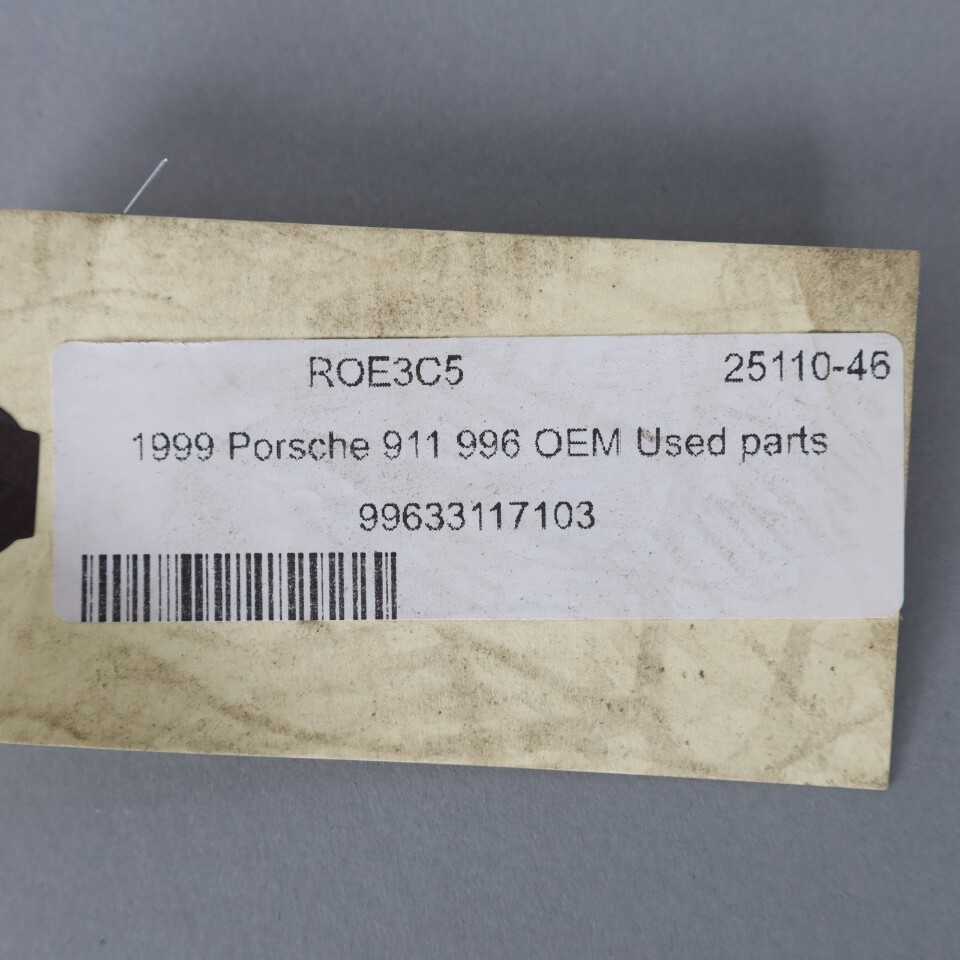 ROE3C5 25110-46
1999 Porsche 911 996 OEM Used parts
99633117103